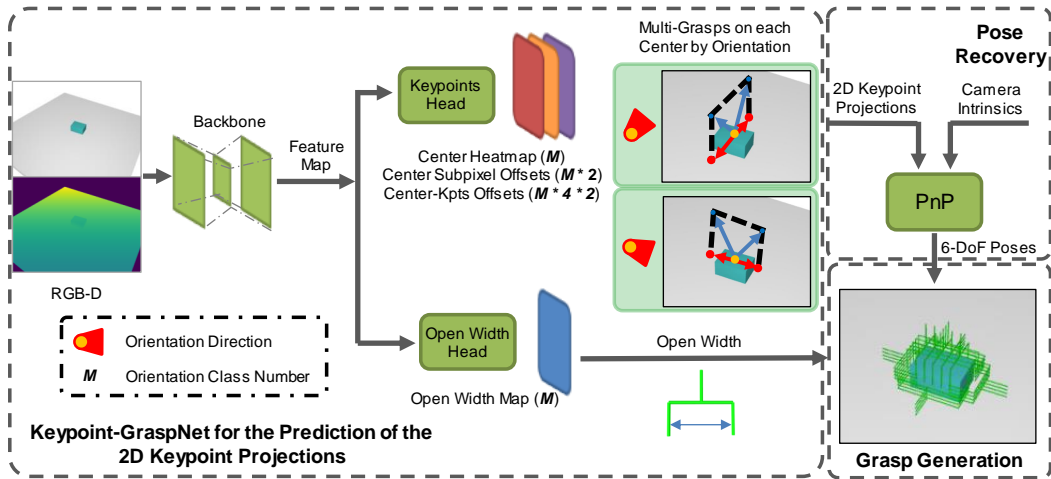 Multi-Grasps on each
Center by Orientation
Pose
Recovery
Keypoints
Head
2D Keypoint
Projections
Camera
Intrinsics
Backbone
Feature
Map
Center Heatmap (M)
Center Subpixel Offsets (M * 2)
Center-Kpts Offsets (M * 4 * 2)
PnP
6-DoF Poses
RGB-D
Orientation Direction
M Orientation Class Number
Open Width
Head
Open Width
Open Width Map (M)
Keypoint-GraspNet for the Prediction of the
2D Keypoint Projections
Grasp Generation